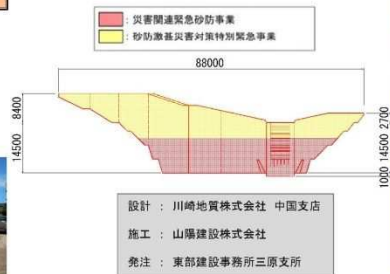 : 災害関連緊急砂防事業
: 砂防激甚災害対策特別緊急事業
88000
8400
14500
2700
14500
1000
設計 : 川崎地質株式会社 中国支店
施工 : 山陽建設株式会社
発注 : 東部建設事務所三原支所